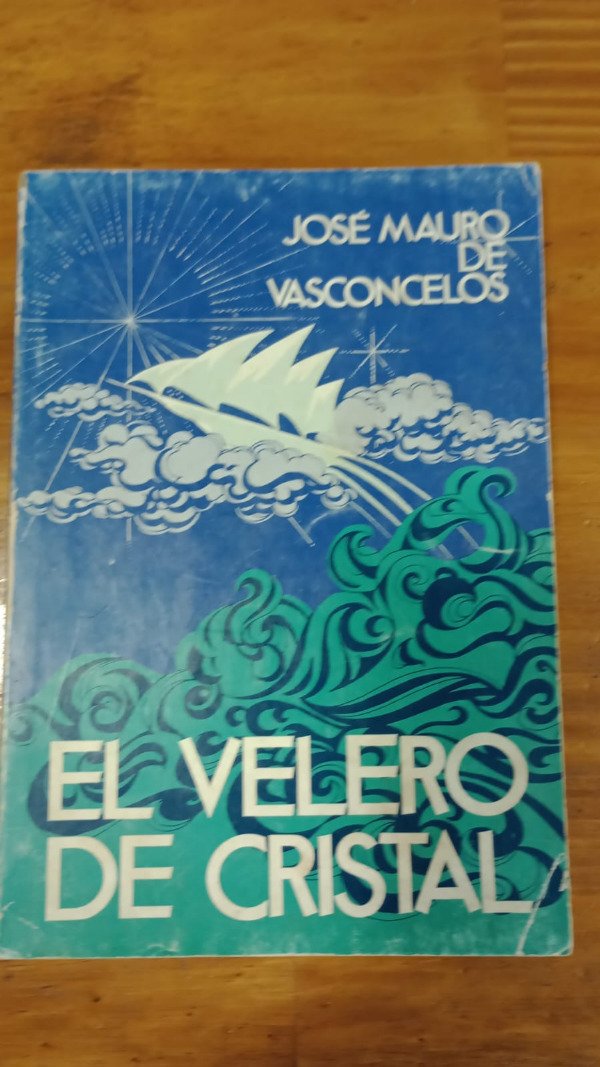 JOSÉ MAURO
DE
VASCONCELOS
EL VELERO
DE CRISTAL